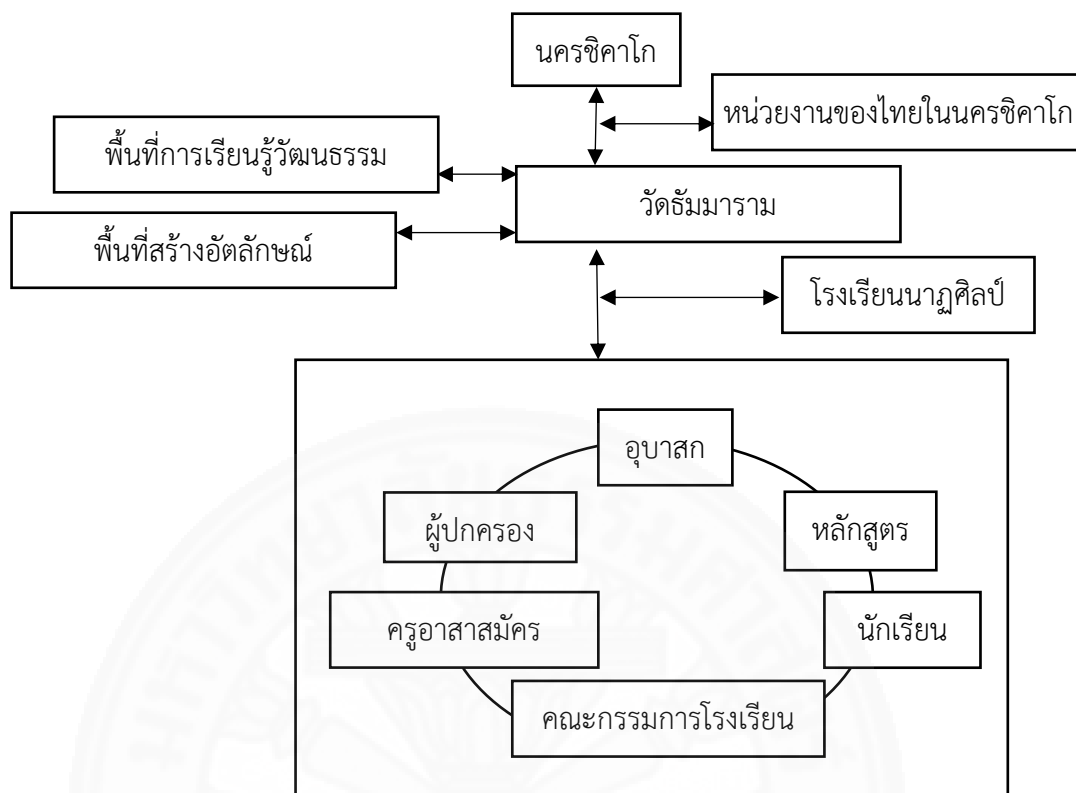 นครชิคาโก
หน่วยงานของไทยในนครชิคาโก
พื้นที่การเรียนรู้วัฒนธรรม
วัดธัมมาราม
พื้นที่สร้างอัตลักษณ์
โรงเรียนนาฏศิลป์
อุบาสก
ผู้ปกครอง
หลักสูตร
ครูอาสาสมัคร
นักเรียน
คณะกรรมการโรงเรียน